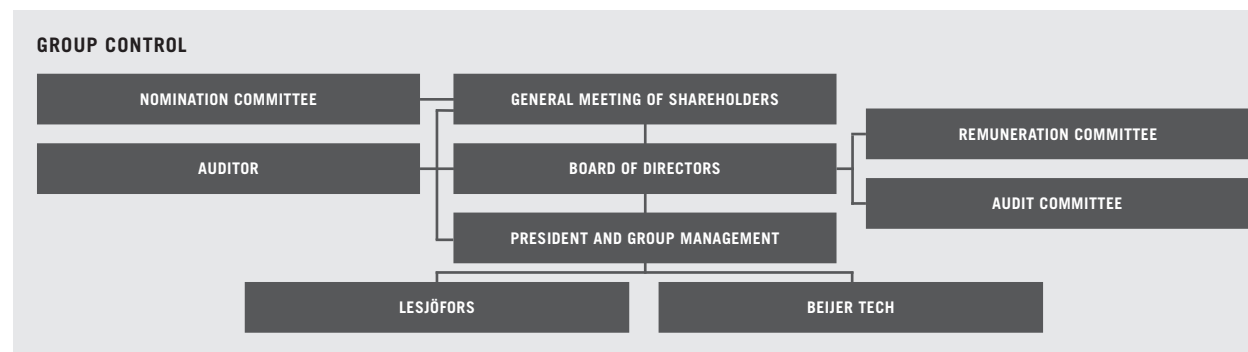 GROUP CONTROL
NOMINATION COMMITTEE
GENERAL MEETING OF SHAREHOLDERS
REMUNERATION COMMITTEE
AUDITOR
BOARD OF DIRECTORS
AUDIT COMMITTEE
PRESIDENT AND GROUP MANAGEMENT
LESJÖFORS
BEIJER TECH